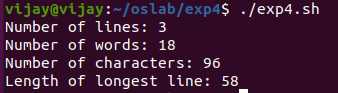 vijay@vijay:~/oslab/exp4$ ./exp4.sh
Number of lines: 3
Number of words: 18
Number of characters: 96
Length of longest line: 58